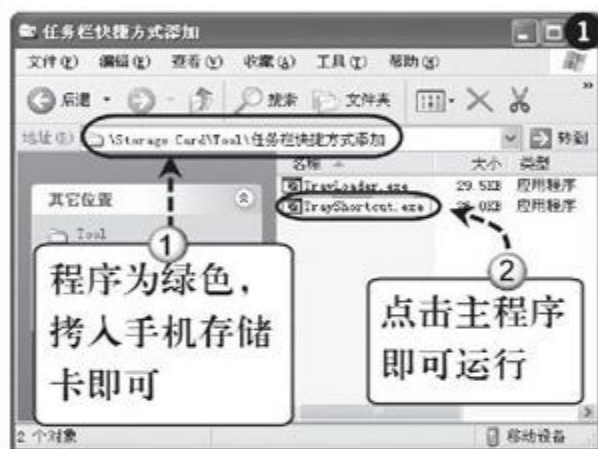 任务栏快捷方式添加
1
文件(F) 编辑(E) 查看(V) 收藏(A) 工具(T) 帮助(H)
后退 搜索 文件夹
地址(D) \Storage Card\Tool\任务栏快捷方式添加 转到
名称 大小 类型
TrayLoader.exe 29.5KB 应用程序
TrayShortcut.exe 应用程序
其它位置
Tool
1
程序为绿色，
拷入手机存储
卡即可
2
点击主程序
即可运行
2 个对象 移动设备